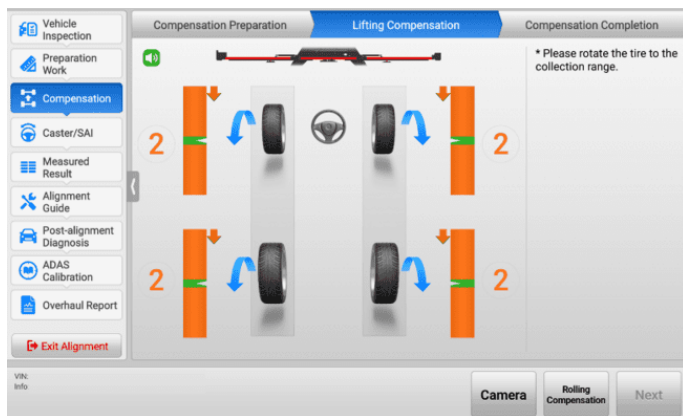 Vehicle
Inspection
Preparation
Work
Compensation
Caster/SAI
Measured
Result
Alignment
Guide
Post-alignment
Diagnosis
ADAS
Calibration
Overhaul Report
Exit Alignment
Compensation Preparation
Lifting Compensation
Compensation Completion
* Please rotate the tire to the
collection range.
2
2
2
2
VIN:
Info
Camera
Rolling
Compensation
Next